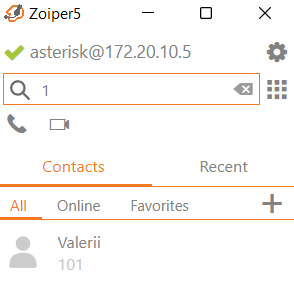 Zoiper5
asterisk@172.20.10.5
1
Contacts Recent
All Online Favorites
Valerii
101